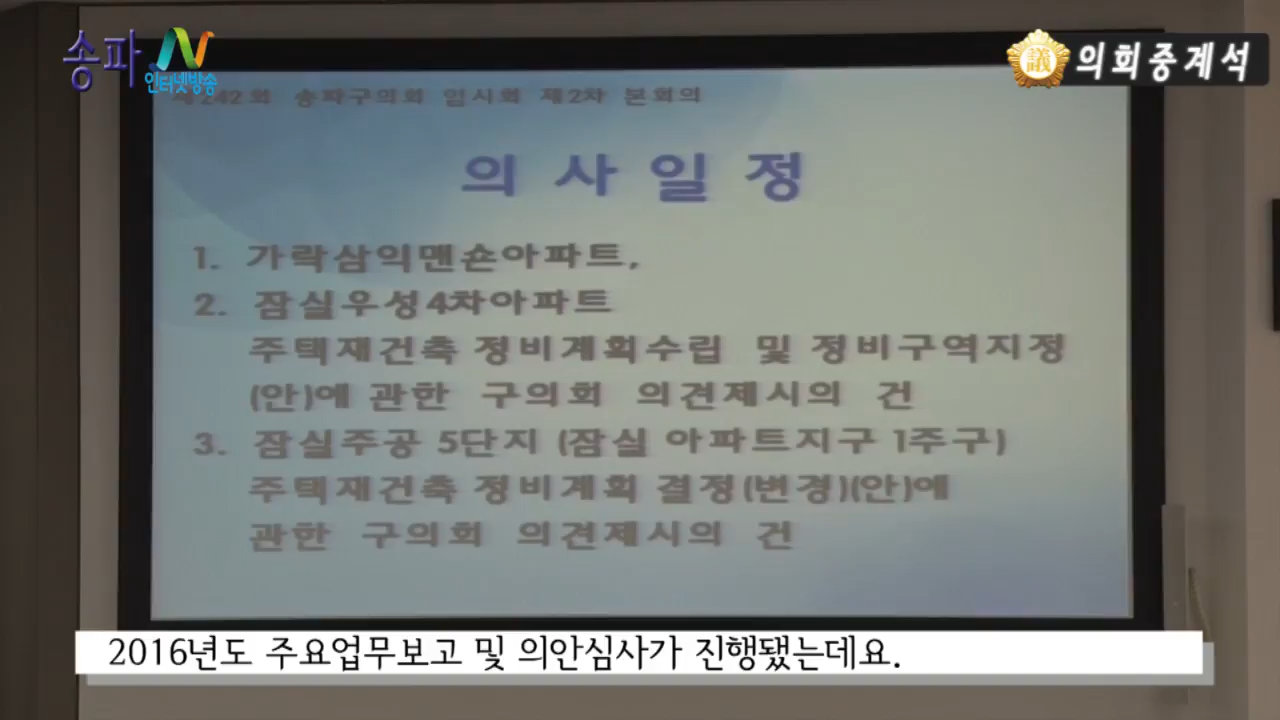 송파 N
인터넷방송
議 의회중계석
제242회 송파구의회 임시회 제2차 본회의
의사일정
1. 가락삼익맨숀아파트,
2. 잠실우성4차아파트
주택재건축 정비계획수립 및 정비구역지정
(안)에 관한 구의회 의견제시의 건
3. 잠실주공 5단지 (잠실 아파트지구 1주구)
주택재건축 정비계획 결정(변경)(안)에
관한 구의회 의견제시의 건
2016년도 주요업무보고 및 의안심사가 진행됐는데요.